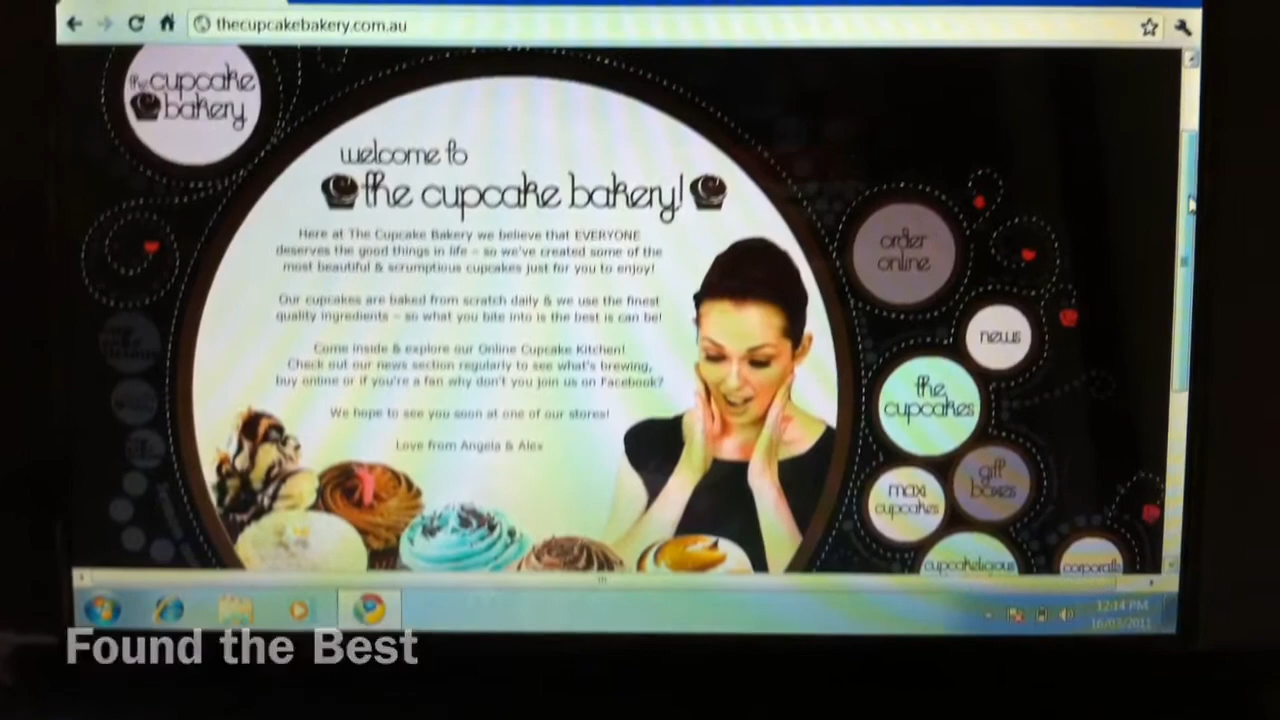 thecupcakebakery.com.au
the cupcake
bakery
welcome to
the cupcake bakery!
Here at The Cupcake Bakery we believe that EVERYONE
deserves the good things in life – so we've created some of the
most beautiful & scrumptious cupcakes just for you to enjoy!
Our cupcakes are baked from scratch daily & we use the finest
quality ingredients – so what you bite into is the best is can be!
Come inside & explore our Online Cupcake Kitchen!
Check out our news section regularly to see what's brewing,
buy online or if you're a fan why don't you join us on Facebook?
We hope to see you soon at one of our stores!
Love from Angela & Alex
order
online
news
the
cupcakes
gift
boxes
maxi
cupcakes
cupcakelicious
corporate
12:14 PM
16/03/2011
Found the Best